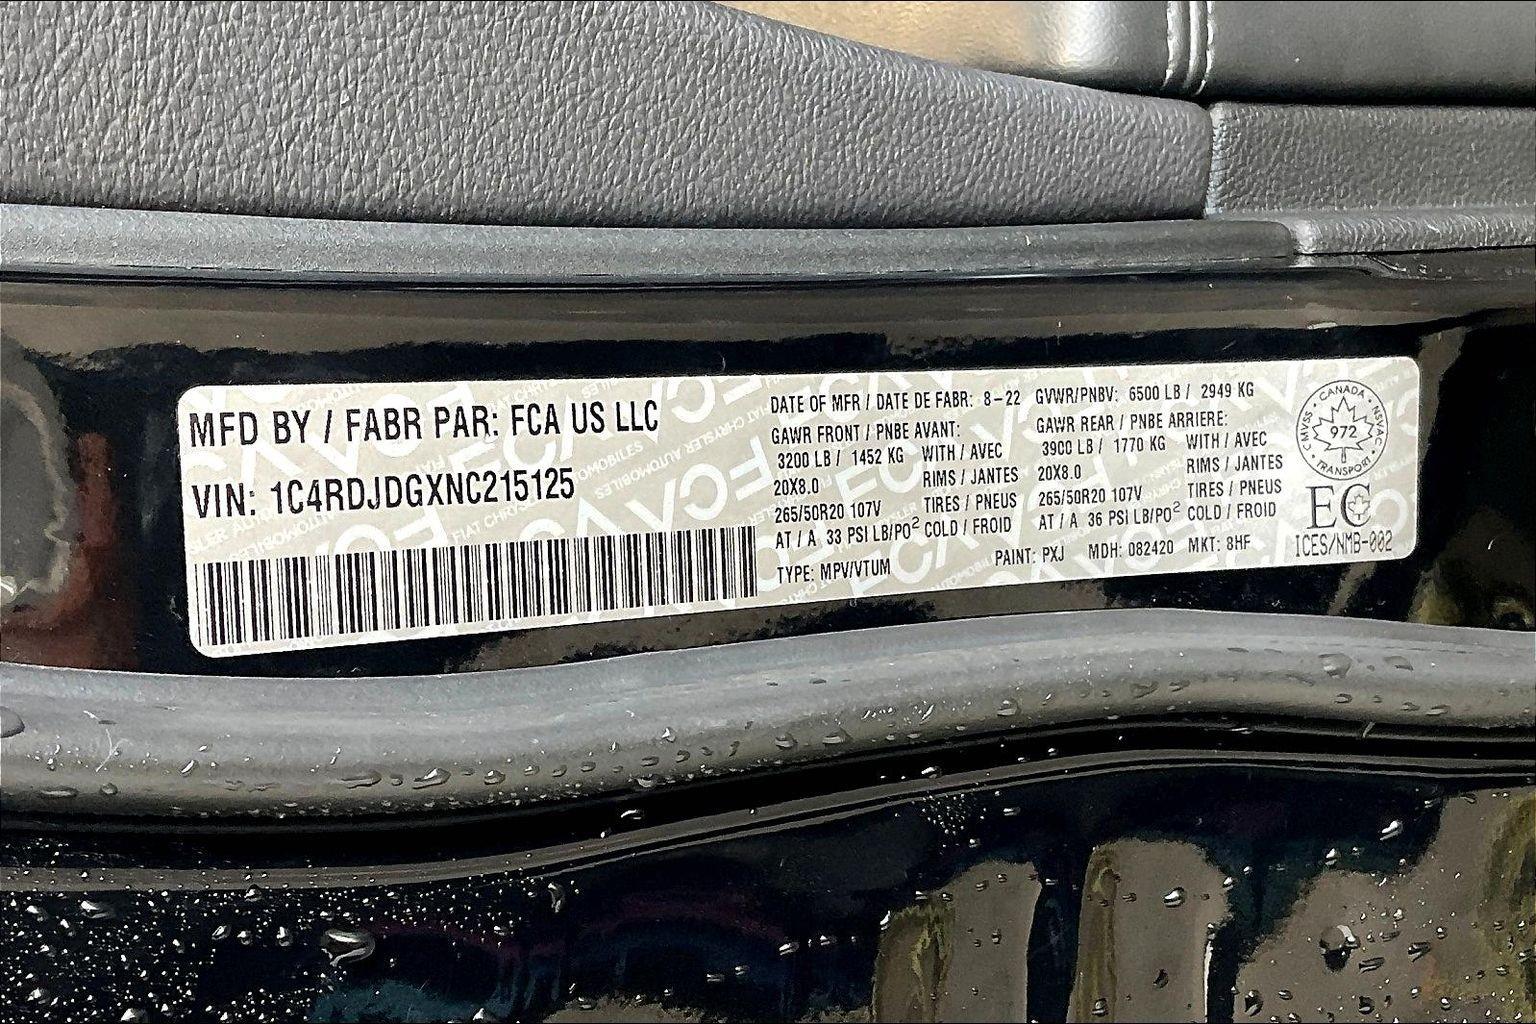 MFD BY / FABR PAR: FCA US LLC
VIN: 1C4RDJDGXNC215125
DATE OF MFR / DATE DE FABR: 8-22 GVWR/PNBV: 6500 LB / 2949 KG
GAWR FRONT / PNBE AVANT:
3200 LB / 1452 KG WITH / AVEC
20X8.0 RIMS / JANTES
265/50R20 107V TIRES / PNEUS
AT / A 33 PSI LB/PO² COLD / FROID
GAWR REAR / PNBE ARRIERE:
3900 LB / 1770 KG WITH / AVEC
20X8.0 RIMS / JANTES
265/50R20 107V TIRES / PNEUS
AT / A 36 PSI LB/PO² COLD / FROID
TYPE: MPV/VTUM PAINT: PXJ MDH: 082420 MKT: 8HF
CANADA
CMVSS 972 NSVAC
TRANSPORT
EC
ICES/NMB-002